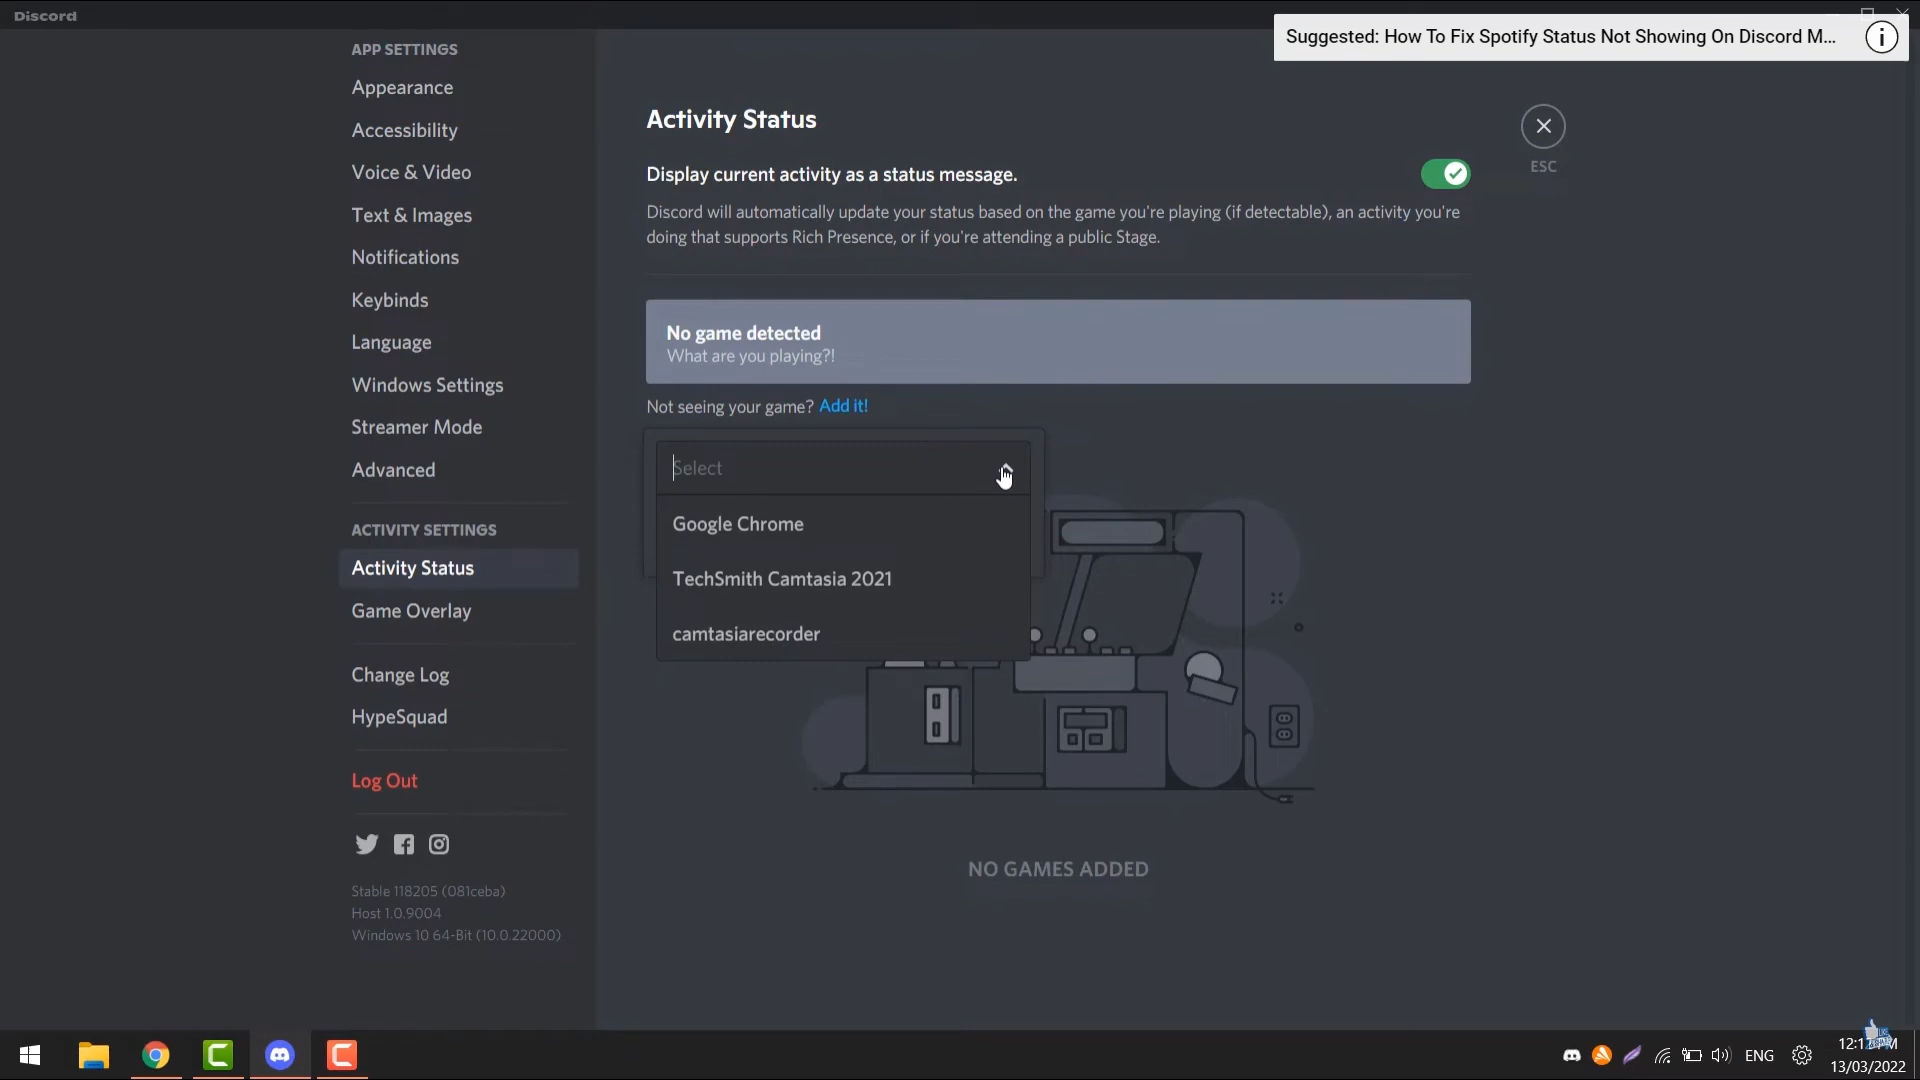 Discord
Suggested: How To Fix Spotify Status Not Showing On Discord M...
APP SETTINGS
Appearance
Accessibility
Voice & Video
Text & Images
Notifications
Keybinds
Language
Windows Settings
Streamer Mode
Advanced
ACTIVITY SETTINGS
Activity Status
Game Overlay
Change Log
HypeSquad
Log Out
Stable 118205 (081ceba)
Host 1.0.9004
Windows 10 64-Bit (10.0.22000)
Activity Status
Display current activity as a status message.
Discord will automatically update your status based on the game you're playing (if detectable), an activity you're
doing that supports Rich Presence, or if you're attending a public Stage.
ESC
No game detected
What are you playing?!
Not seeing your game? Add it!
Select
Google Chrome
TechSmith Camtasia 2021
camtasiarecorder
NO GAMES ADDED
ENG
13/03/2022